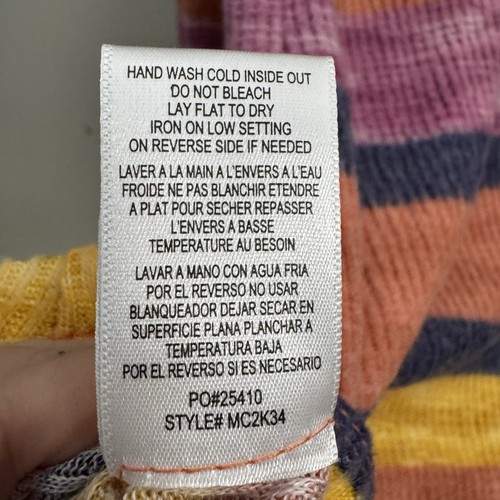 HAND WASH COLD INSIDE OUT
DO NOT BLEACH
LAY FLAT TO DRY
IRON ON LOW SETTING
ON REVERSE SIDE IF NEEDED
LAVER A LA MAIN A L'ENVERS A L'EAU
FROIDE NE PAS BLANCHIR ETENDRE
A PLAT POUR SECHER REPASSER
L'ENVERS A BASSE
TEMPERATURE AU BESOIN
LAVAR A MANO CON AGUA FRIA
POR EL REVERSO NO USAR
BLANQUEADOR DEJAR SECAR EN
SUPERFICIE PLANA PLANCHAR A
TEMPERATURA BAJA
POR EL REVERSO SI ES NECESARIO
PO#25410
STYLE# MC2K34